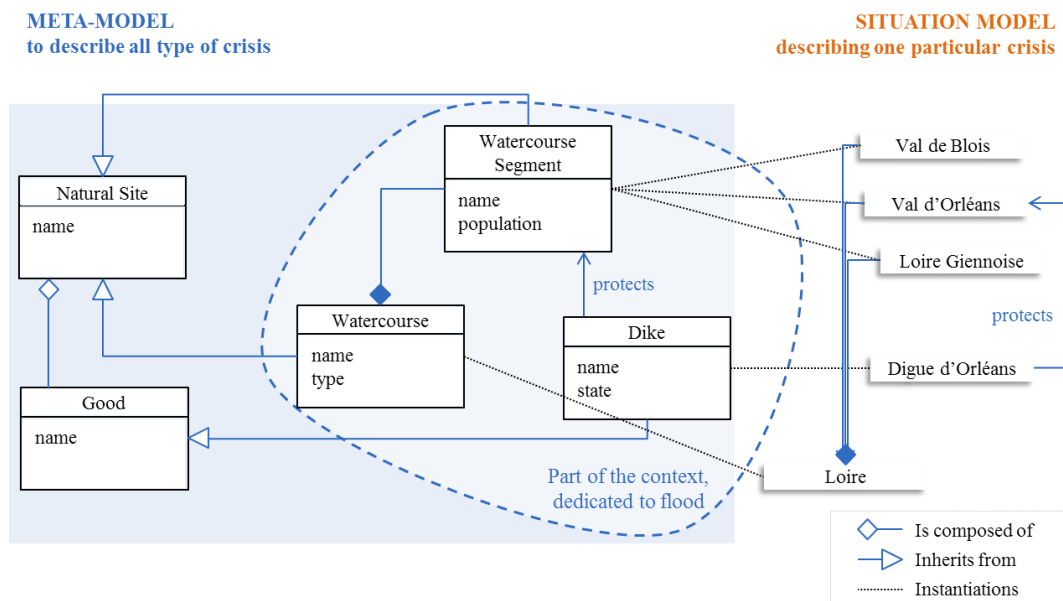 META-MODEL
to describe all type of crisis
SITUATION MODEL
describing one particular crisis
Watercourse
Segment
name
population
Natural Site
name
Val de Blois
Val d'Orléans
Loire Giennoise
protects
protects
Watercourse
name
type
Dike
name
state
Digue d'Orléans
Good
name
Part of the context,
dedicated to flood
Loire
Is composed of
Inherits from
Instantiations